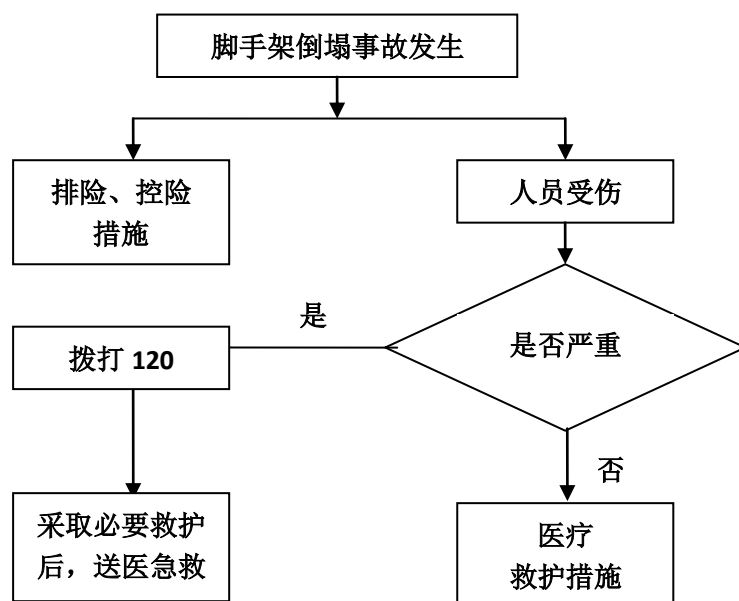 脚手架倒塌事故发生
排险、控险
措施
人员受伤
是
拨打 120
是否严重
否
采取必要救护
后，送医急救
医疗
救护措施